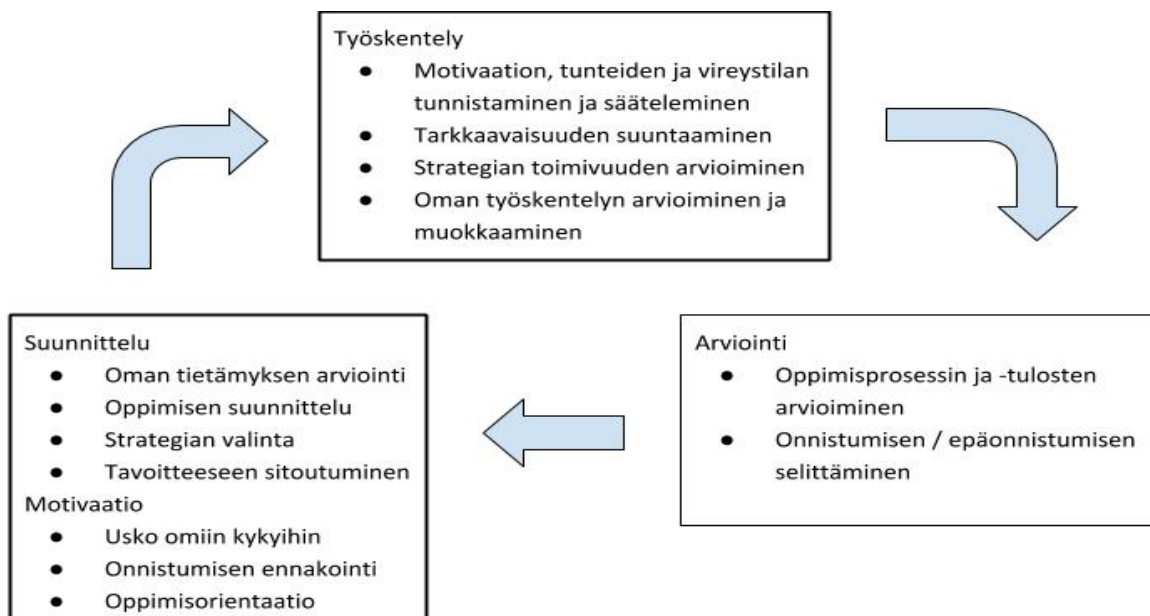 Työskentely
● Motivaation, tunteiden ja vireystilan
tunnistaminen ja sääteleminen
● Tarkkaavaisuuden suuntaaminen
● Strategian toimivuuden arvioiminen
● Oman työskentelyn arvioiminen ja
muokkaaminen
Suunnittelu
● Oman tietämyksen arviointi
● Oppimisen suunnittelu
● Strategian valinta
● Tavoitteeseen sitoutuminen
Motivaatio
● Usko omiin kykyihin
● Onnistumisen ennakointi
● Oppimisorientaatio
Arviointi
● Oppimisprosessin ja -tulosten
arvioiminen
● Onnistumisen / epäonnistumisen
selittäminen